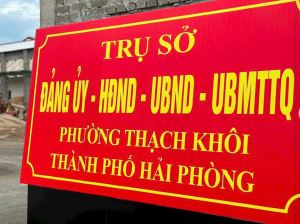 TRỤ SỞ
ĐẢNG ỦY - HĐND - UBND - UBMTTQ
PHƯỜNG THẠCH KHÔI
THÀNH PHỐ HẢI PHÒNG